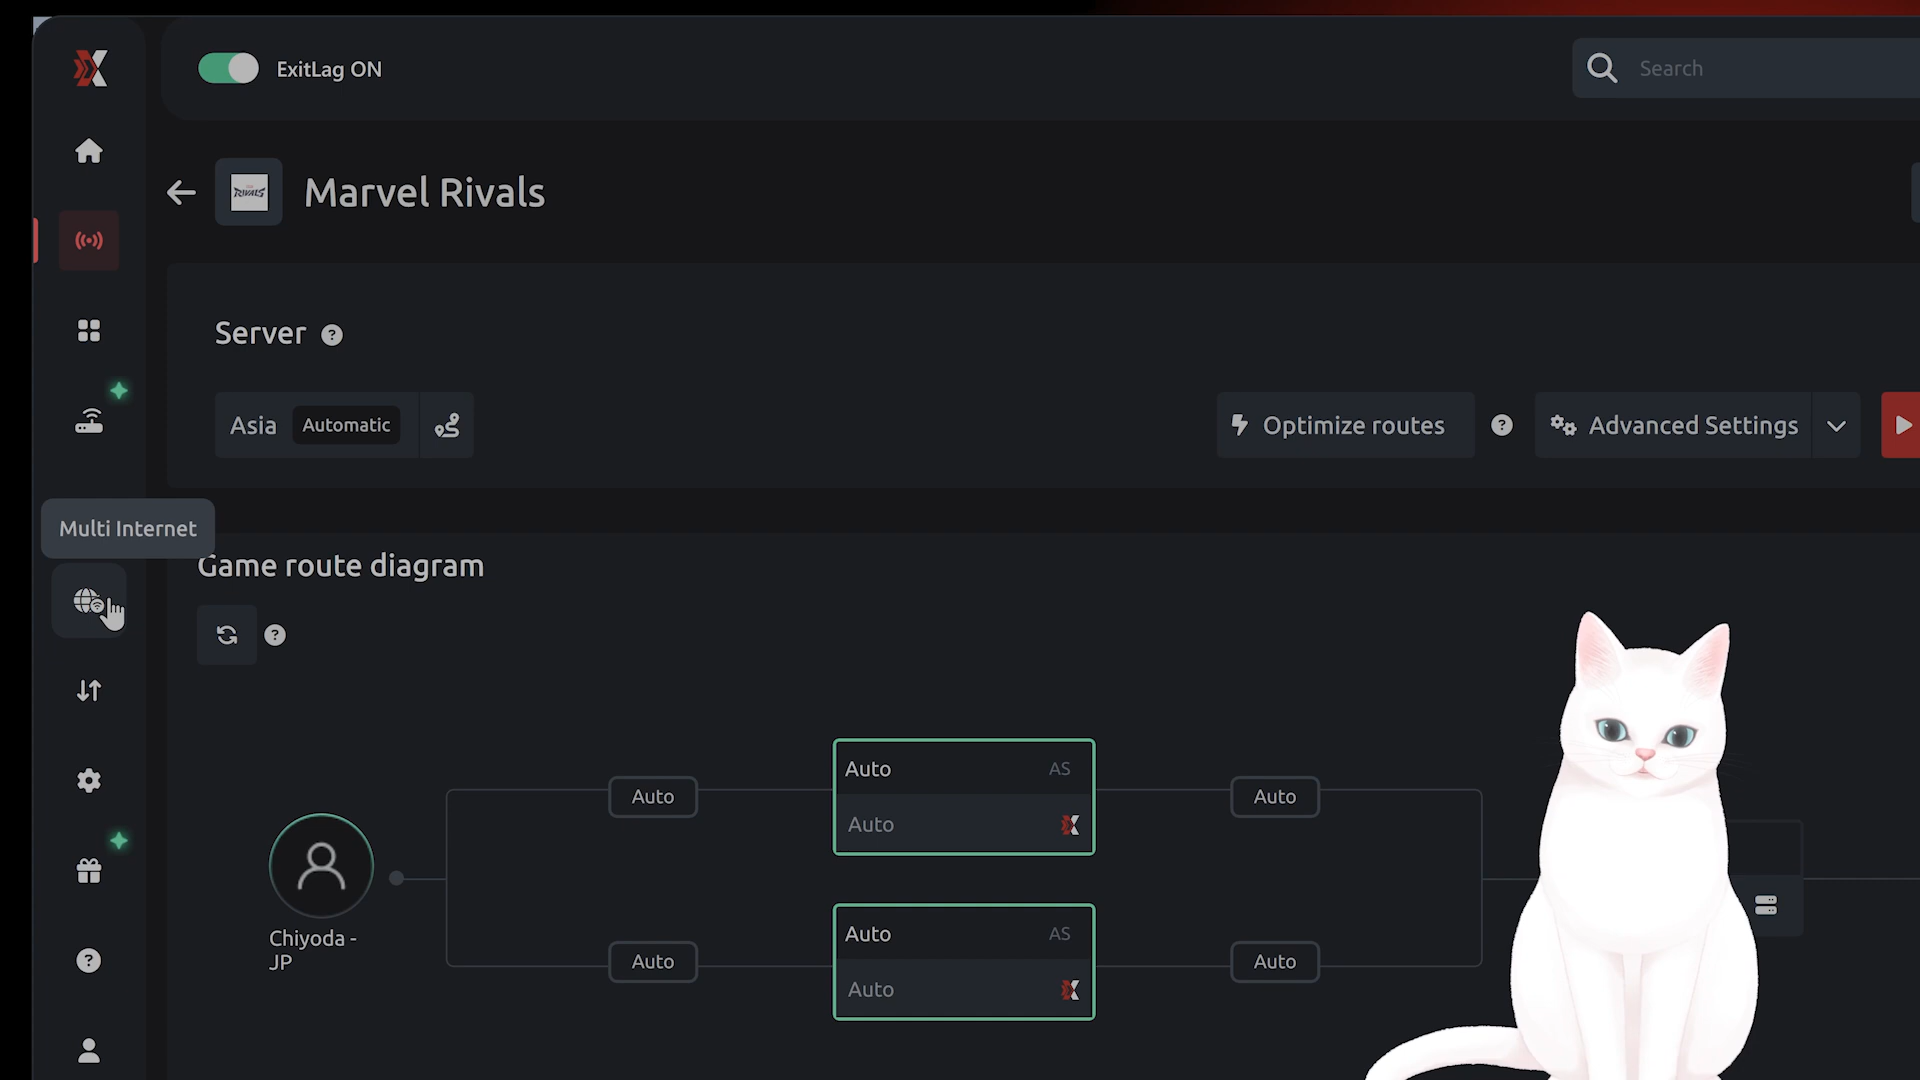 ExitLag ON
Search
RIVALS
Marvel Rivals
Server
Asia
Automatic
Optimize routes
Advanced Settings
Multi Internet
Game route diagram
Auto
Auto AS
Auto
Auto
Chiyoda -
JP
Auto
Auto AS
Auto
Auto